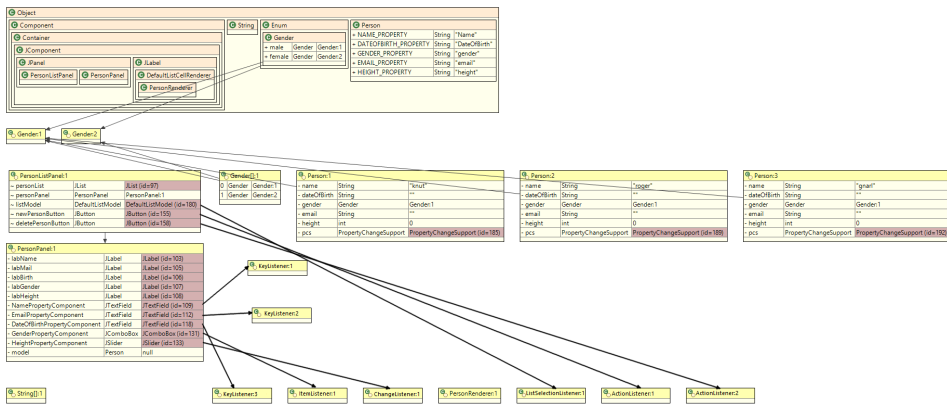 Object
Component
Container
JComponent
JPanel
PersonListPanel
PersonPanel
JLabel
DefaultListCellRenderer
PersonRenderer
String
Enum
Gender
+ male Gender Gender:1
+ female Gender Gender:2
Person
+ NAME_PROPERTY String "Name"
+ DATEOFBIRTH_PROPERTY String "DateOfBirth"
+ GENDER_PROPERTY String "gender"
+ EMAIL_PROPERTY String "email"
+ HEIGHT_PROPERTY String "height"
Gender:1
Gender:2
PersonListPanel:1
~ personList JList JList (id=97)
~ personPanel PersonPanel PersonPanel:1
~ listModel DefaultListModel DefaultListModel (id=180)
~ newPersonButton JButton JButton (id=155)
~ deletePersonButton JButton JButton (id=158)
Gender[]:1
0 Gender Gender:1
1 Gender Gender:2
Person:1
- name String "knut"
- dateOfBirth String ""
- gender Gender Gender:1
- email String ""
- height int 0
- pcs PropertyChangeSupport PropertyChangeSupport (id=185)
Person:2
- name String "roger"
- dateOfBirth String ""
- gender Gender Gender:1
- email String ""
- height int 0
- pcs PropertyChangeSupport PropertyChangeSupport (id=189)
Person:3
- name String "gnarl"
- dateOfBirth String ""
- gender Gender Gender:1
- email String ""
- height int 0
- pcs PropertyChangeSupport PropertyChangeSupport (id=192)
PersonPanel:1
- labName JLabel JLabel (id=103)
- labMail JLabel JLabel (id=105)
- labBirth JLabel JLabel (id=106)
- labGender JLabel JLabel (id=107)
- labHeight JLabel JLabel (id=108)
- NamePropertyComponent JTextField JTextField (id=109)
- EmailPropertyComponent JTextField JTextField (id=112)
- DateOfBirthPropertyComponent JTextField JTextField (id=118)
- GenderPropertyComponent JComboBox JComboBox (id=131)
- HeightPropertyComponent JSlider JSlider (id=133)
- model Person null
KeyListener:1
KeyListener:2
String[]:1
KeyListener:3
ItemListener:1
ChangeListener:1
PersonRenderer:1
ListSelectionListener:1
ActionListener:1
ActionListener:2